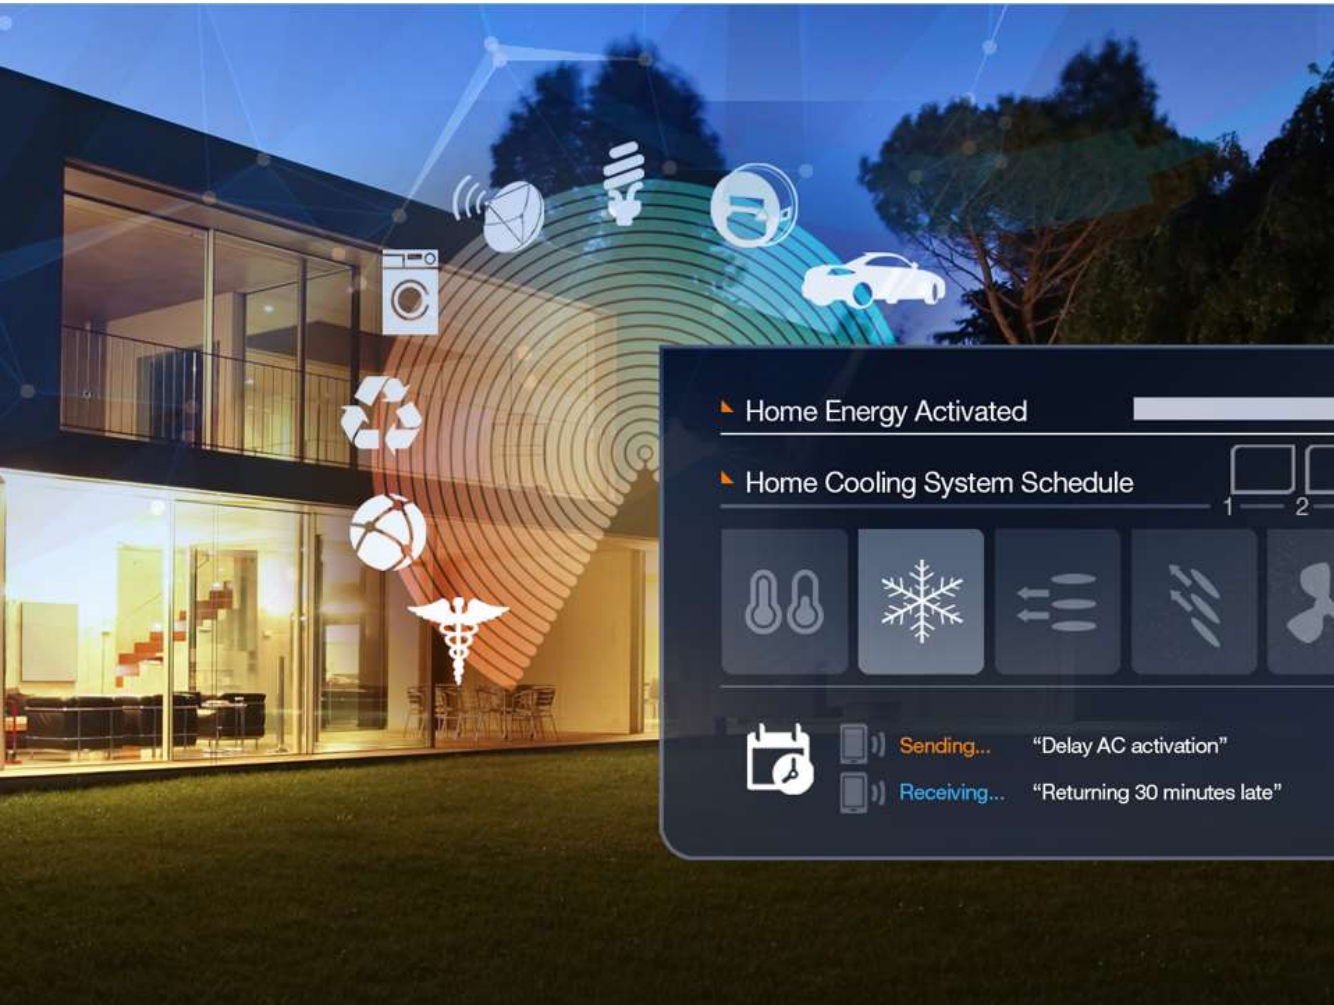 Home Energy Activated
Home Cooling System Schedule
1 2
Sending... “Delay AC activation”
Receiving... “Returning 30 minutes late”